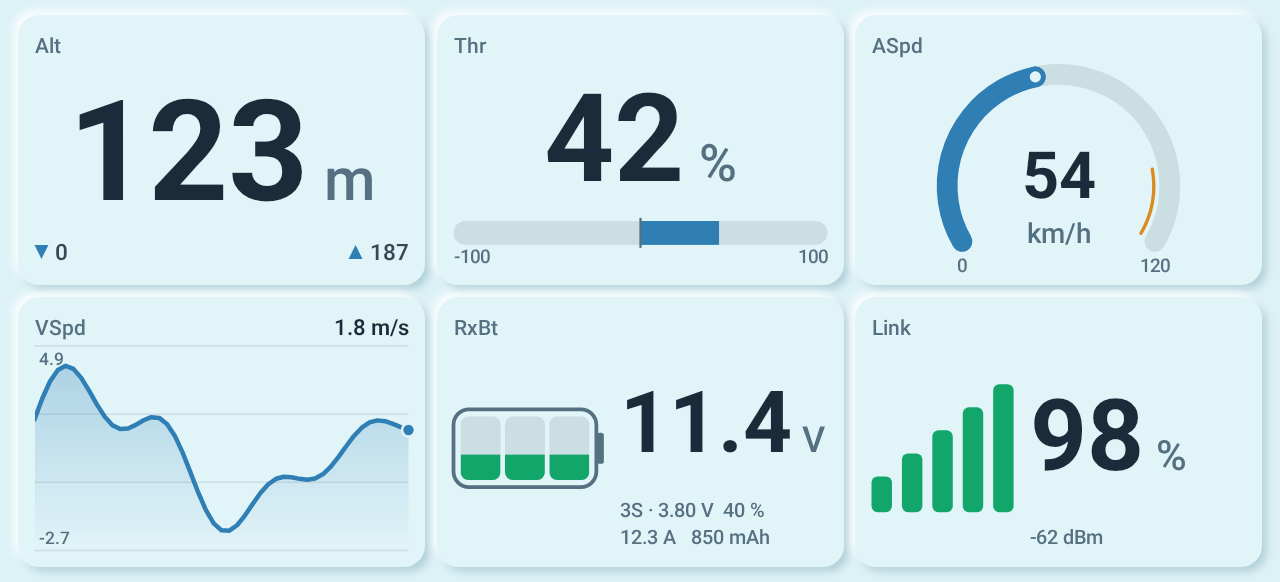 Alt
123 m
▼ 0
▲ 187
Thr
42 %
-100
100
ASpd
54
km/h
0
120
VSpd
1.8 m/s
4.9
-2.7
RxBt
11.4 V
3S · 3.80 V 40 %
12.3 A 850 mAh
Link
98 %
-62 dBm